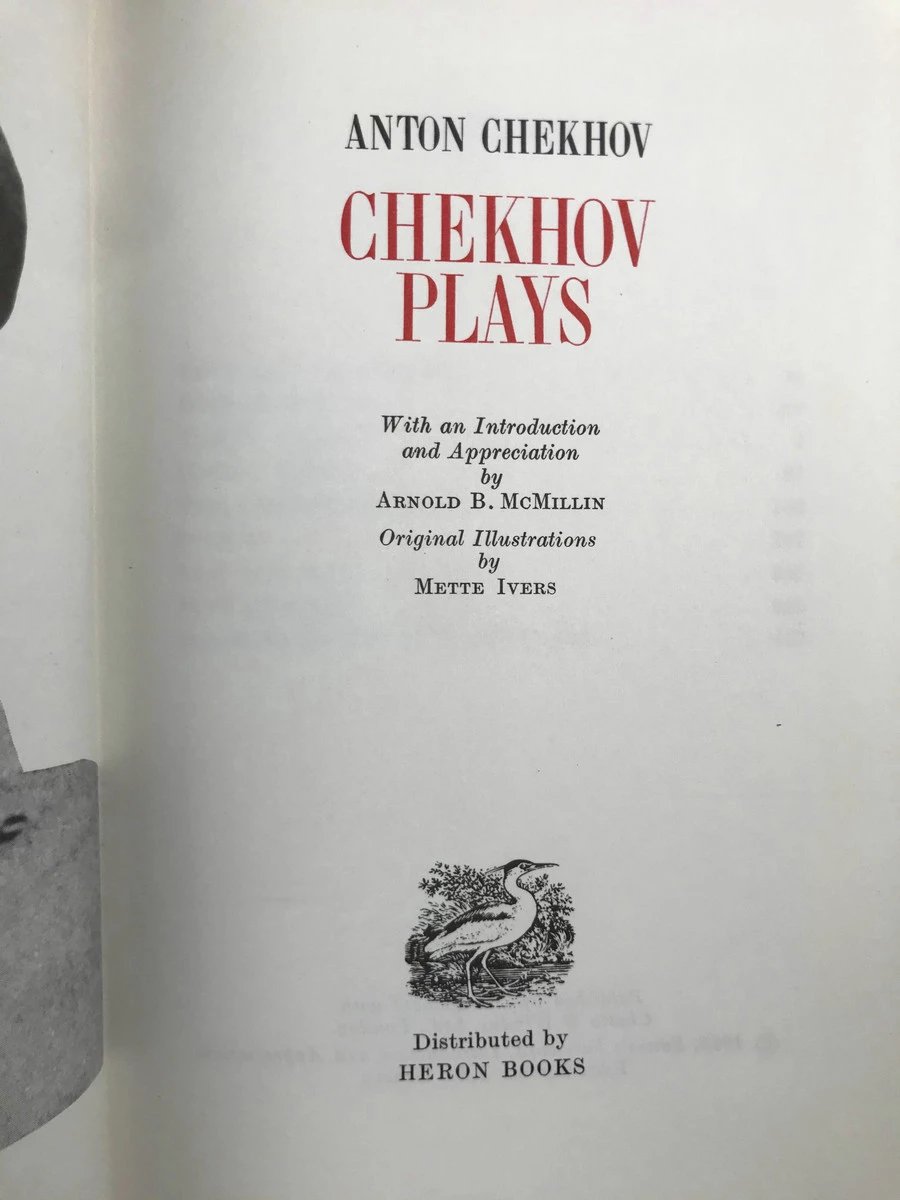 ANTON CHEKHOV
CHEKHOV
PLAYS
With an Introduction
and Appreciation
by
ARNOLD B. MCMILLIN
Original Illustrations
by
METTE IVERS
Distributed by
HERON BOOKS